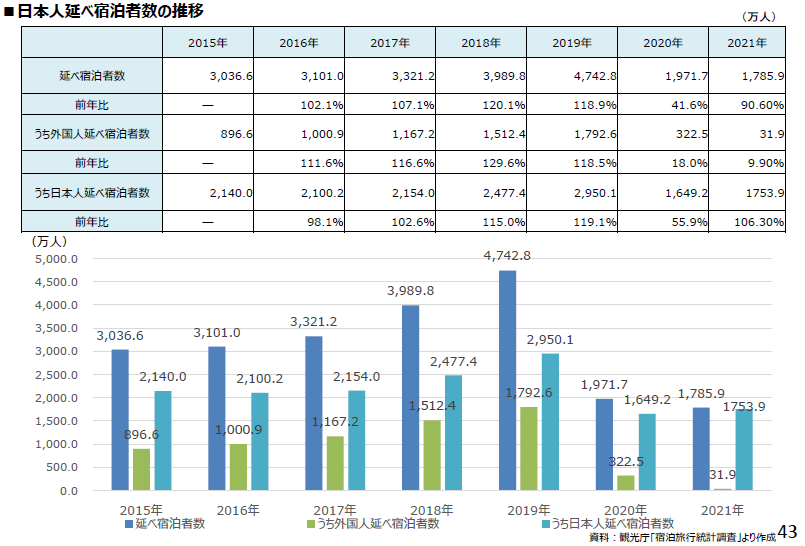 ■日本人延べ宿泊者数の推移
（万人）
2015年 2016年 2017年 2018年 2019年 2020年 2021年
延べ宿泊者数 3,036.6 3,101.0 3,321.2 3,989.8 4,742.8 1,971.7 1,785.9
前年比 ― 102.1% 107.1% 120.1% 118.9% 41.6% 90.60%
うち外国人延べ宿泊者数 896.6 1,000.9 1,167.2 1,512.4 1,792.6 322.5 31.9
前年比 ― 111.6% 116.6% 129.6% 118.5% 18.0% 9.90%
うち日本人延べ宿泊者数 2,140.0 2,100.2 2,154.0 2,477.4 2,950.1 1,649.2 1753.9
前年比 ― 98.1% 102.6% 115.0% 119.1% 55.9% 106.30%
（万人）
5,000.0
4,500.0
4,000.0
3,500.0
3,000.0
2,500.0
2,000.0
1,500.0
1,000.0
500.0
0.0
3,036.6 896.6 2,140.0
3,101.0 1,000.9 2,100.2
3,321.2 1,167.2 2,154.0
3,989.8 1,512.4 2,477.4
4,742.8 1,792.6 2,950.1
1,971.7 322.5 1,649.2
1,785.9 31.9 1753.9
2015年 2016年 2017年 2018年 2019年 2020年 2021年
延べ宿泊者数 うち外国人延べ宿泊者数 うち日本人延べ宿泊者数
資料：観光庁「宿泊旅行統計調査」より作成
43